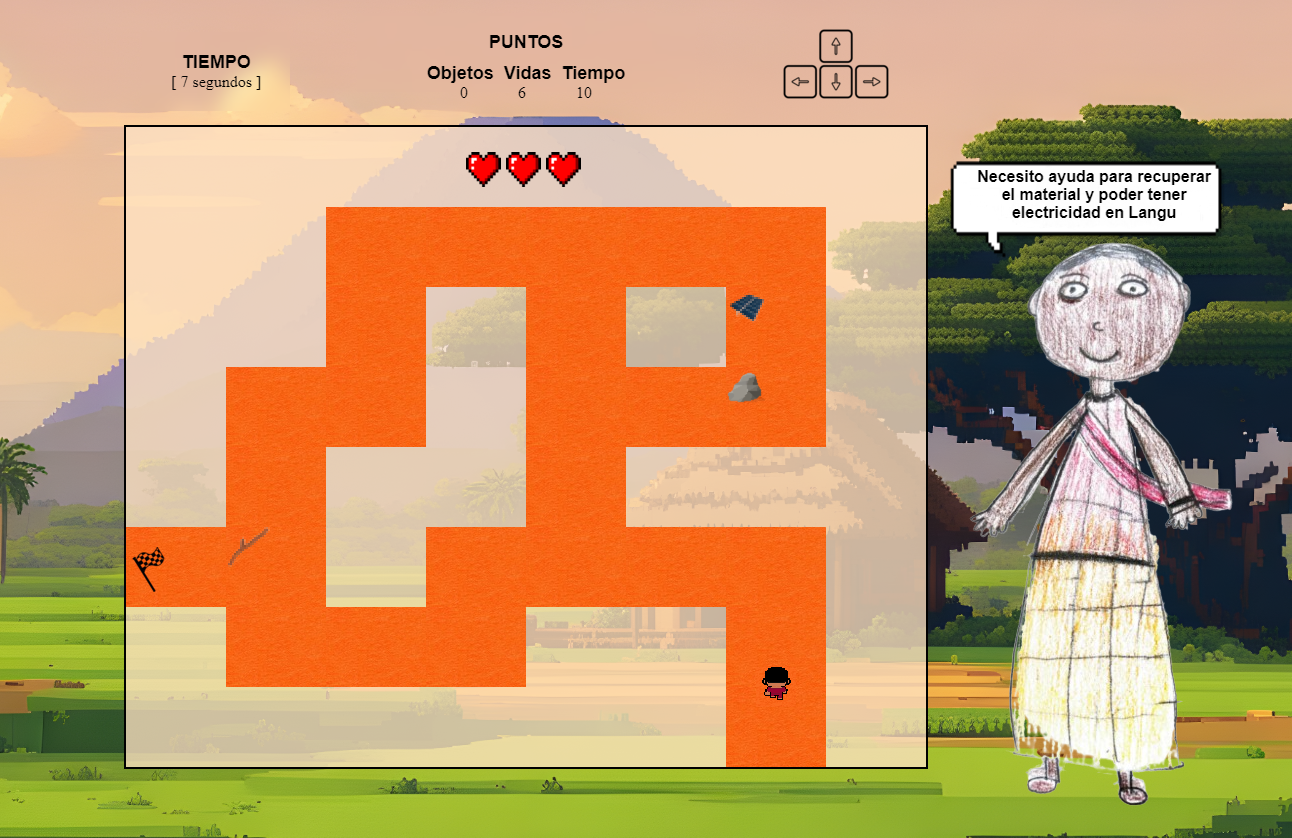 TIEMPO
[ 7 segundos ]
PUNTOS
Objetos Vidas Tiempo
0 6 10
Necesito ayuda para recuperar
el material y poder tener
electricidad en Langu